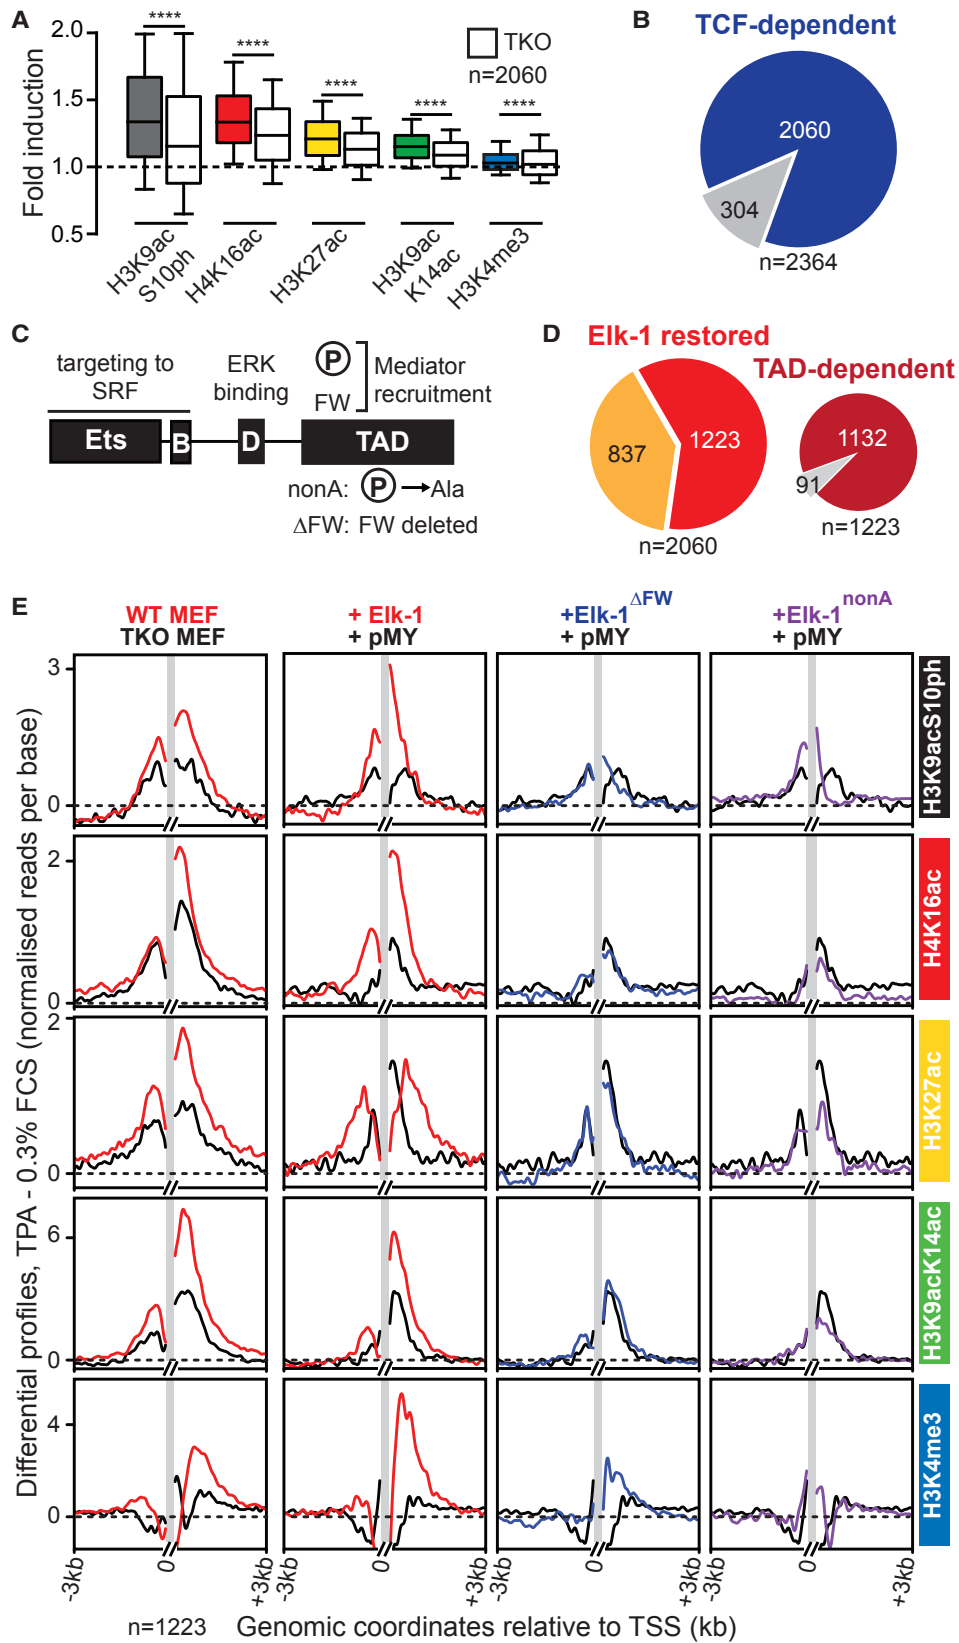 A
2.0
1.5
1.0
0.5
Fold induction
****
****
****
****
****
TKO
n=2060
H3K9ac
S10ph
H4K16ac
H3K27ac
H3K9ac
K14ac
H3K4me3
B
TCF-dependent
2060
304
n=2364
C
targeting to
SRF
ERK
binding
P
FW
Mediator
recruitment
Ets
B
D
TAD
nonA: P Ala
ΔFW: FW deleted
D
Elk-1 restored
837
1223
n=2060
TAD-dependent
1132
91
n=1223
E
WT MEF
TKO MEF
+ Elk-1
+ pMY
+Elk-1ΔFW
+ pMY
+Elk-1nonA
+ pMY
Differential profiles, TPA - 0.3% FCS (normalised reads per base)
3
0
H3K9acS10ph
2
0
H4K16ac
2
0
H3K27ac
6
0
H3K9acK14ac
4
0
H3K4me3
-3kb
0
+3kb
-3kb
0
+3kb
-3kb
0
+3kb
-3kb
0
+3kb
n=1223
Genomic coordinates relative to TSS (kb)